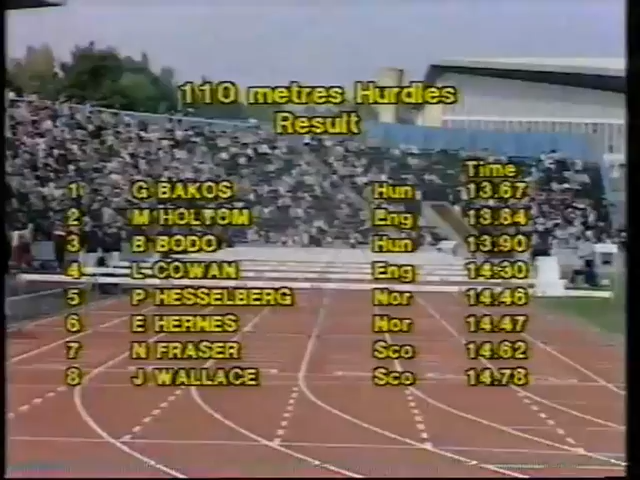 110 metres Hurdles
Result
Time
1 G BAKOS Hun 13.67
2 M HOLTOM Eng 13.84
3 B BODO Hun 13.90
4 L COWAN Eng 14.30
5 P HESSELBERG Nor 14.46
6 E HERMES Nor 14.47
7 N FRASER Sco 14.62
8 J WALLACE Sco 14.78